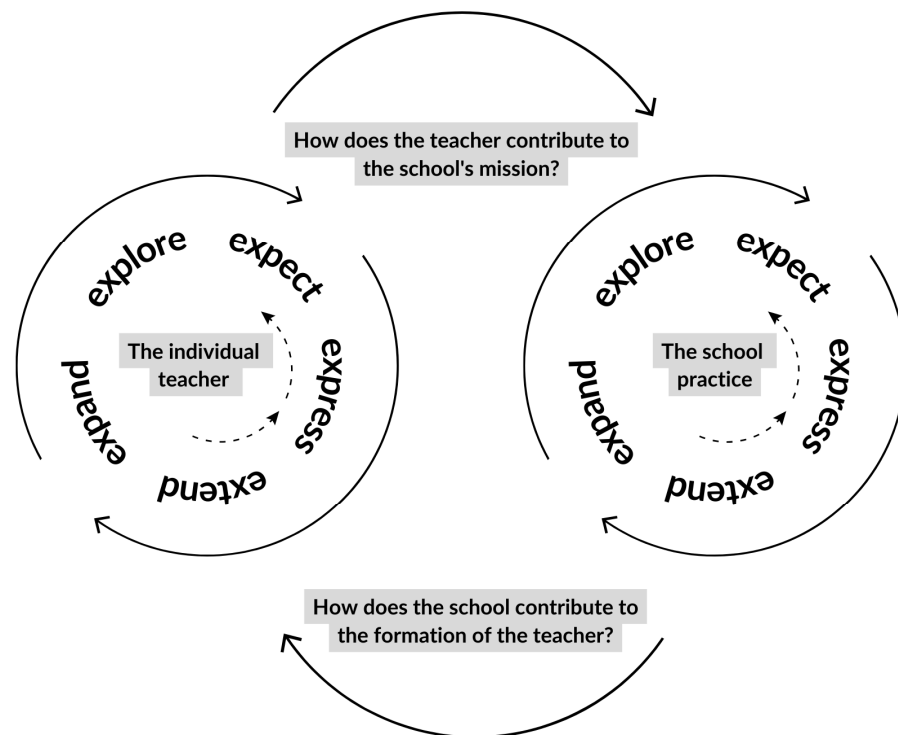 How does the teacher contribute to
the school's mission?
explore
expect
express
extend
expand
The individual
teacher
explore
expect
express
extend
expand
The school
practice
How does the school contribute to
the formation of the teacher?